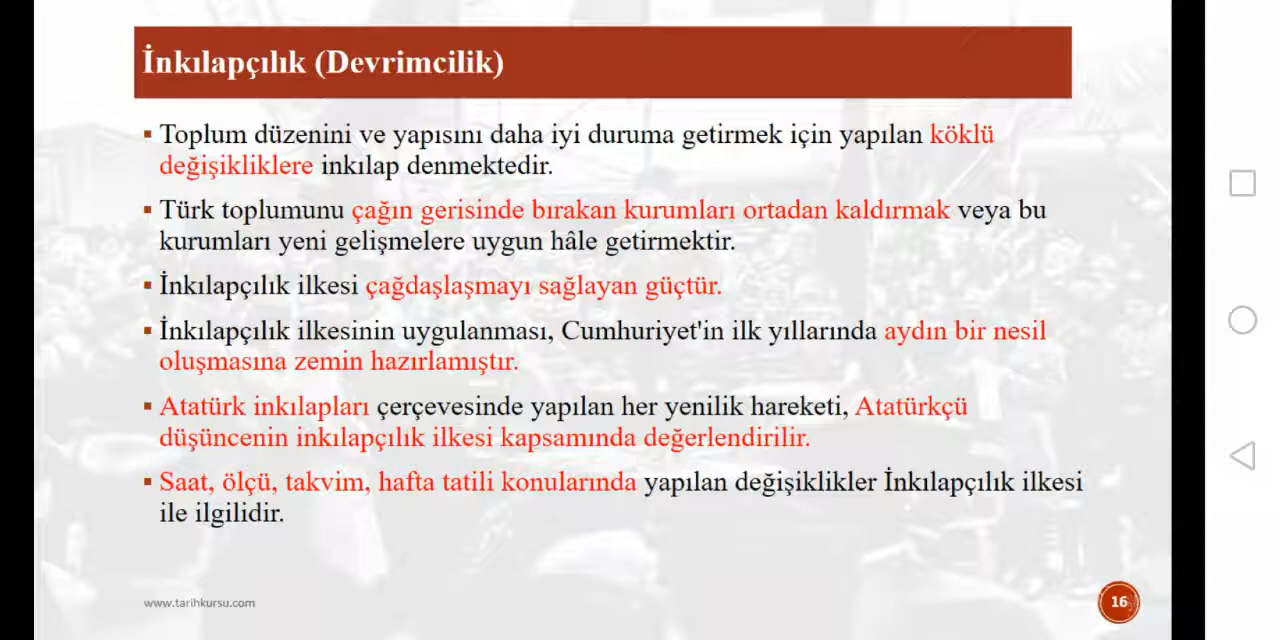 İnkılapçılık (Devrimcilik)
▪ Toplum düzenini ve yapısını daha iyi duruma getirmek için yapılan köklü
değişikliklere inkılap denmektedir.
▪ Türk toplumunu çağın gerisinde bırakan kurumları ortadan kaldırmak veya bu
kurumları yeni gelişmelere uygun hâle getirmektir.
▪ İnkılapçılık ilkesi çağdaşlaşmayı sağlayan güçtür.
▪ İnkılapçılık ilkesinin uygulanması, Cumhuriyet'in ilk yıllarında aydın bir nesil
oluşmasına zemin hazırlamıştır.
▪ Atatürk inkılapları çerçevesinde yapılan her yenilik hareketi, Atatürkçü
düşüncenin inkılapçılık ilkesi kapsamında değerlendirilir.
▪ Saat, ölçü, takvim, hafta tatili konularında yapılan değişiklikler İnkılapçılık ilkesi
ile ilgilidir.
www.tarihkursu.com
16